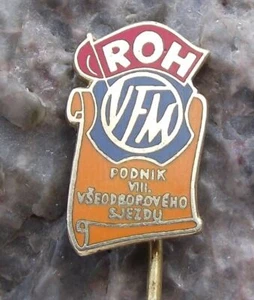 ROH
VFM
PODNIK
VIII.
VŠEODBOROVÉHO
SJEZDU